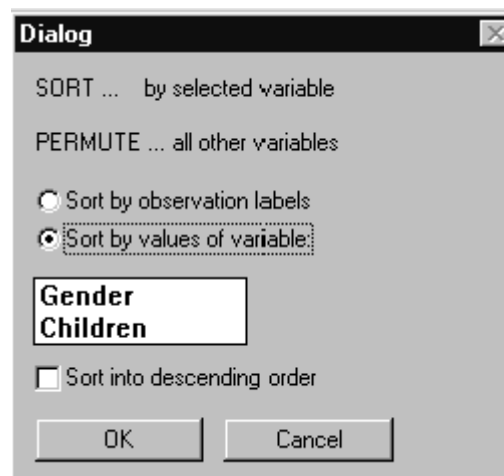 Dialog
SORT ... by selected variable
PERMUTE ... all other variables
Sort by observation labels
Sort by values of variable:
Gender
Children
Sort into descending order
OK Cancel